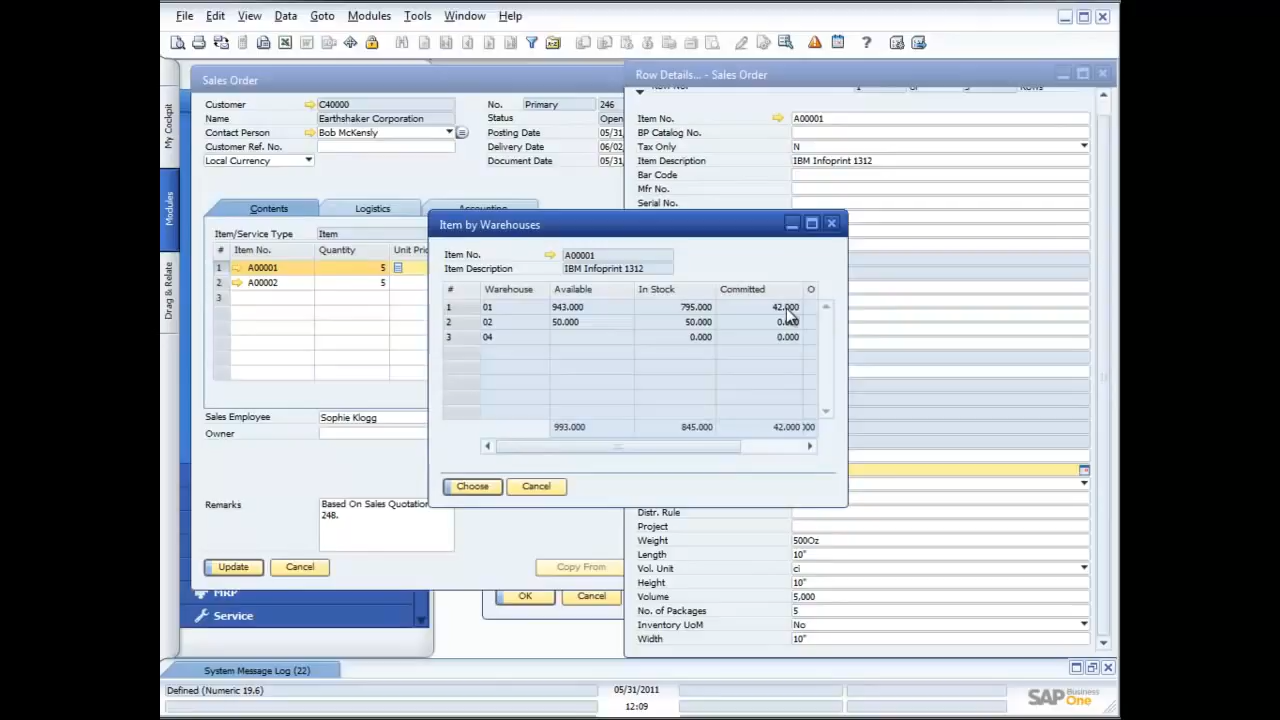 File Edit View Data Goto Modules Tools Window Help
My Cockpit
Modules
Drag & Relate
Sales Order
Customer C40000
Name Earthshaker Corporation
Contact Person Bob McKensly
Customer Ref. No.
Local Currency
No. Primary 246
Status Open
Posting Date 05/31
Delivery Date 06/02
Document Date 05/31
Contents Logistics Accounting
Item/Service Type Item
# Item No. Quantity Unit Pric
1 A00001 5
2 A00002 5
3
Sales Employee Sophie Klogg
Owner
Remarks Based On Sales Quotation
248.
Update Cancel Copy From
MRP
Service
OK Cancel
Row Details... - Sales Order
Item No. A00001
BP Catalog No.
Tax Only N
Item Description IBM Infoprint 1312
Bar Code
Mfr No.
Serial No.
Item by Warehouses
Item No. A00001
Item Description IBM Infoprint 1312
# Warehouse Available In Stock Committed O
1 01 943.000 795.000 42.000
2 02 50.000 50.000
3 04 0.000 0.000
993.000 845.000 42.000
Choose Cancel
Distr. Rule
Project
Weight 500Oz
Length 10"
Vol. Unit ci
Height 10"
Volume 5,000
No. of Packages 5
Inventory UoM No
Width 10"
System Message Log (22)
Defined (Numeric 19.6) 05/31/2011
12:09
SAP Business One